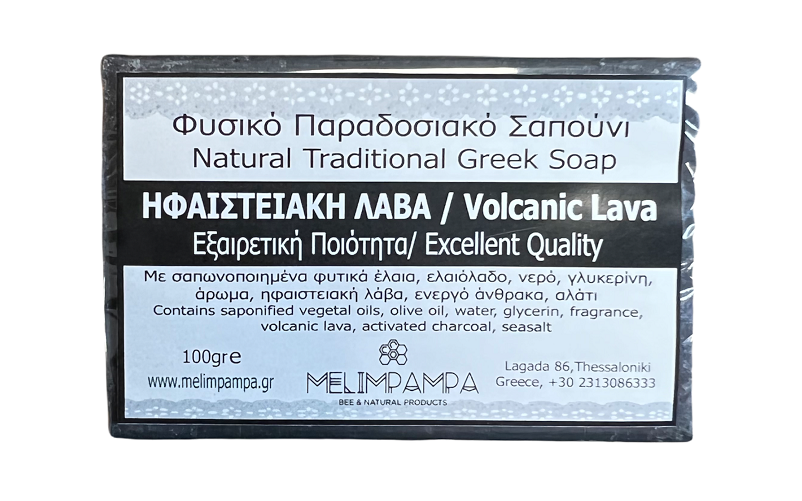 Φυσικό Παραδοσιακό Σαπούνι
Natural Traditional Greek Soap
ΗΦΑΙΣΤΕΙΑΚΗ ΛΑΒΑ / Volcanic Lava
Εξαιρετική Ποιότητα/ Excellent Quality
Με σαπωνοποιημένα φυτικά έλαια, ελαιόλαδο, νερό, γλυκερίνη,
άρωμα, ηφαιστειακή λάβα, ενεργό άνθρακα, αλάτι
Contains saponified vegetal oils, olive oil, water, glycerin, fragrance,
volcanic lava, activated charcoal, seasalt
100gr℮
www.melimpampa.gr
MELIMPAMPA
BEE & NATURAL PRODUCTS
Lagada 86,Thessaloniki
Greece, +30 2313086333